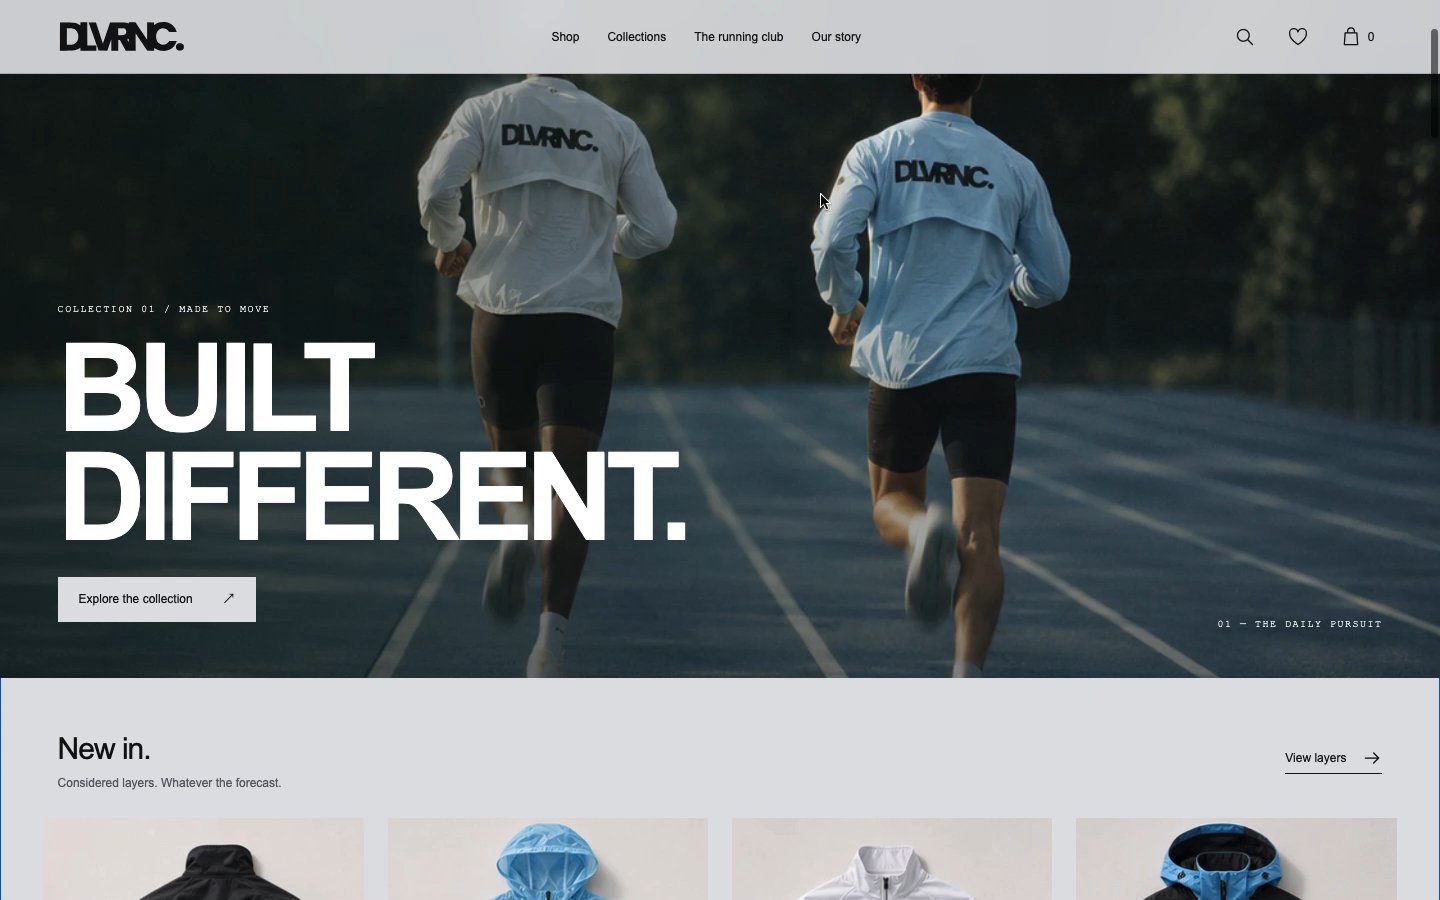 DLVRNC.
Shop
Collections
The running club
Our story
0
DLVRNC.
DLVRNC.
COLLECTION 01 / MADE TO MOVE
BUILT
DIFFERENT.
Explore the collection ↗
01 — THE DAILY PURSUIT
New in.
View layers →
Considered layers. Whatever the forecast.